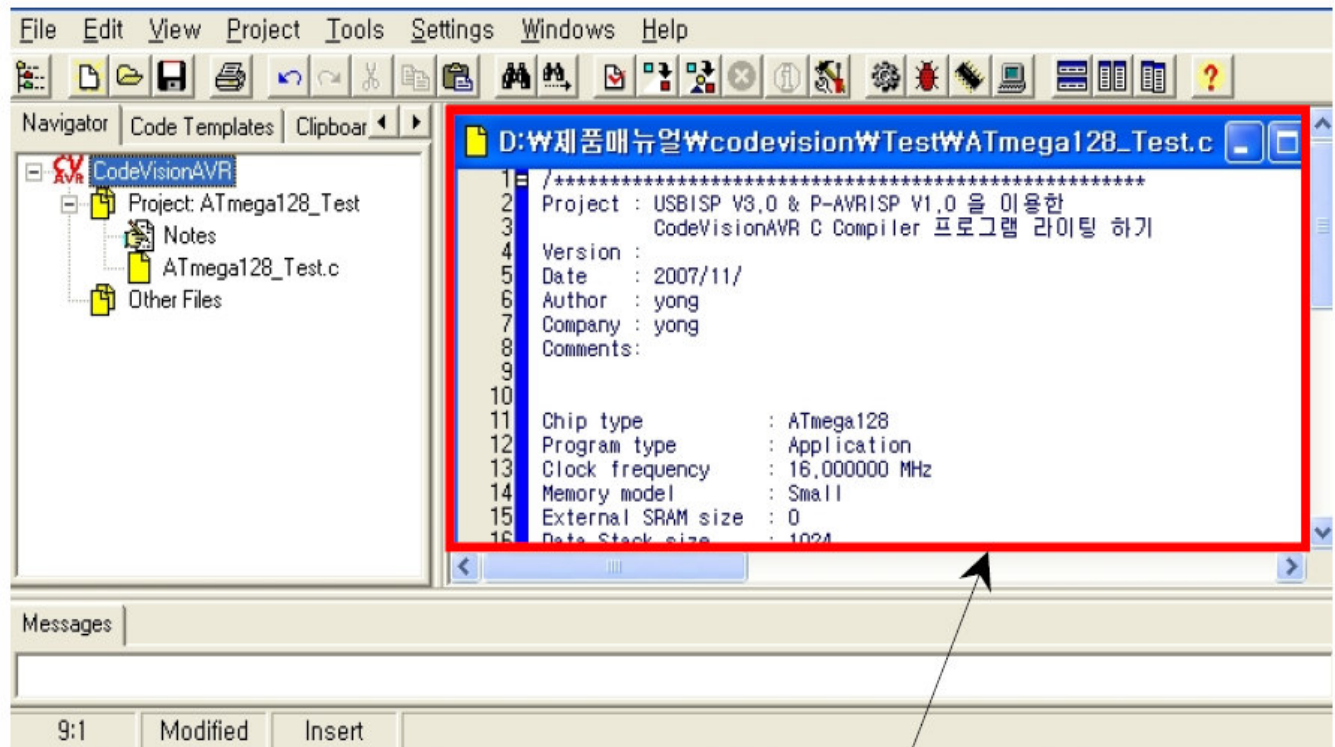 File Edit View Project Tools Settings Windows Help
Navigator Code Templates Clipboar
CodeVisionAVR
Project: ATmega128_Test
Notes
ATmega128_Test.c
Other Files
D:₩제품매뉴얼₩codevision₩Test₩ATmega128_Test.c
1 /*****************************************************
2 Project : USBISP V3.0 & P-AVRISP V1.0 을 이용한
3 CodeVisionAVR C Compiler 프로그램 라이팅 하기
4 Version :
5 Date : 2007/11/
6 Author : yong
7 Company : yong
8 Comments:
9
10
11 Chip type : ATmega128
12 Program type : Application
13 Clock frequency : 16,000000 MHz
14 Memory model : Small
15 External SRAM size : 0
16 Data Stack size : 1024
Messages
9:1 Modified Insert